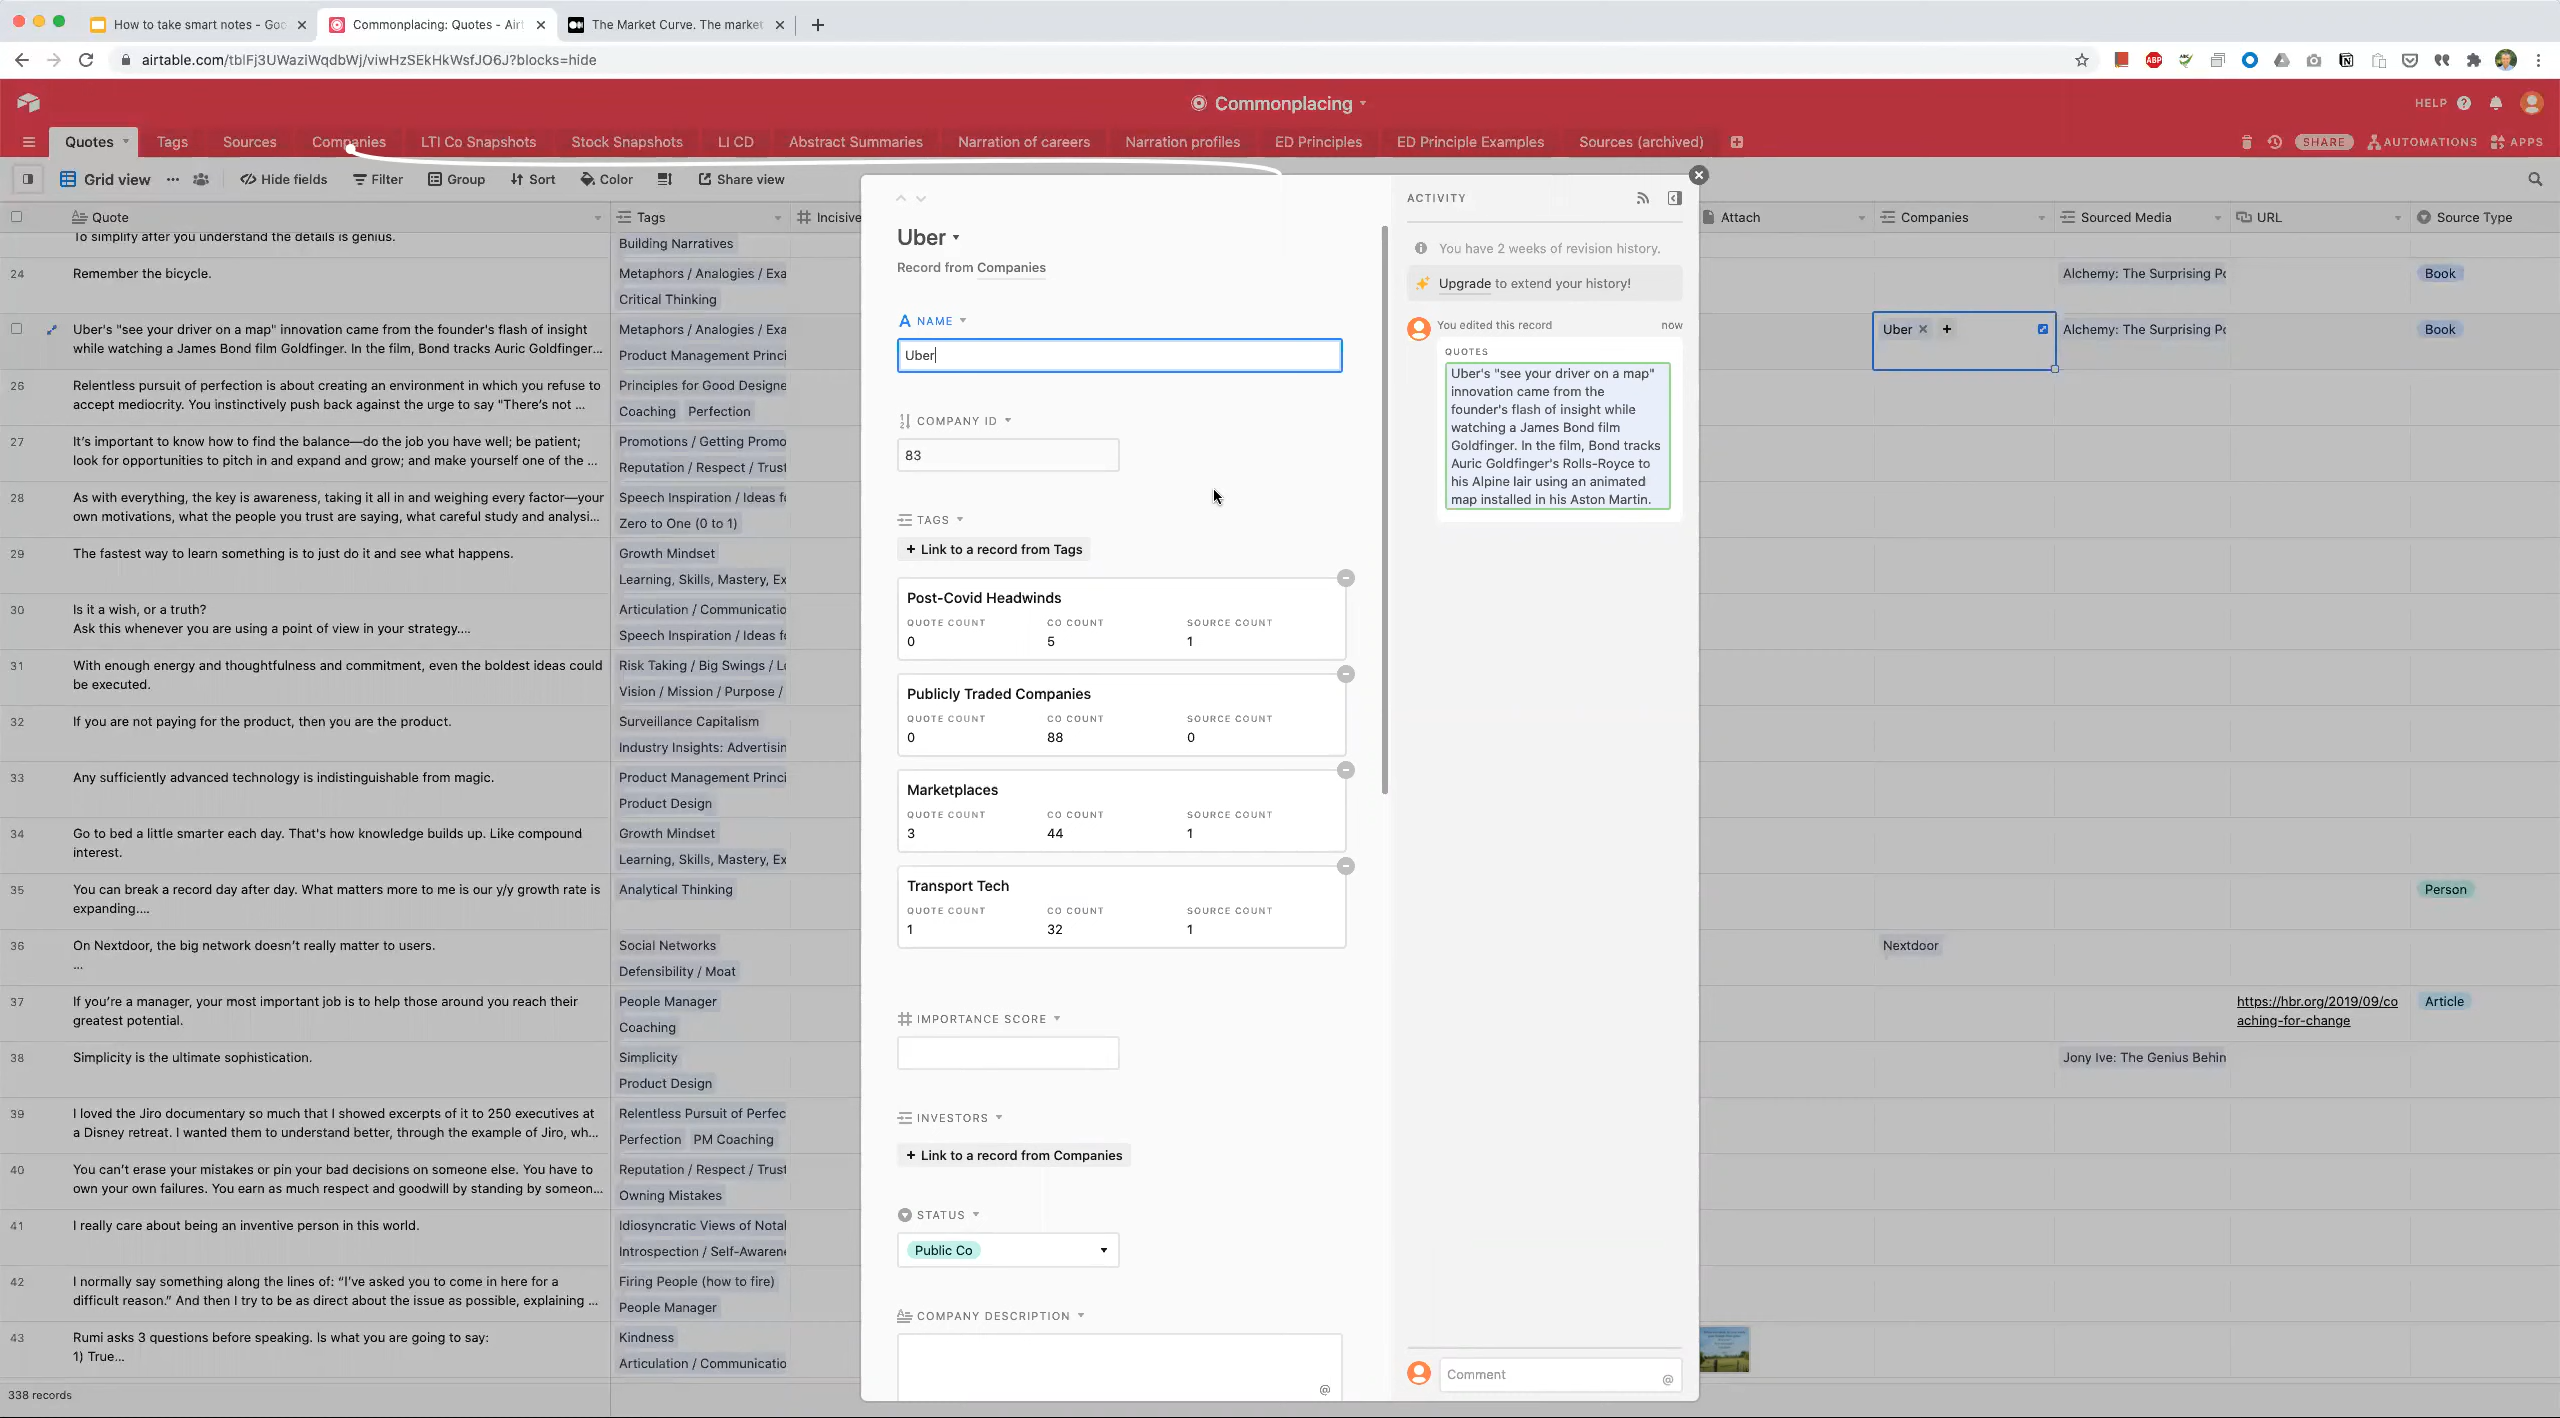 How to take smart notes - Goo
Commonplacing: Quotes - Airt
The Market Curve. The market
airtable.com/tblFj3UWaziWqdbWj/viwHzSEkHkWsfJO6J?blocks=hide
Commonplacing
HELP
Quotes Tags Sources Companies LTI Co Snapshots Stock Snapshots LI CD Abstract Summaries Narration of careers Narration profiles ED Principles ED Principle Examples Sources (archived)
SHARE AUTOMATIONS APPS
Grid view ... Hide fields Filter Group Sort Color Share view
Quote Tags Incisive Attach Companies Sourced Media URL Source Type
To simplify after you understand the details is genius.
Building Narratives
24 Remember the bicycle.
Metaphors / Analogies / Exa
Critical Thinking
Alchemy: The Surprising Po
Book
Uber's "see your driver on a map" innovation came from the founder's flash of insight
while watching a James Bond film Goldfinger. In the film, Bond tracks Auric Goldfinger...
Metaphors / Analogies / Exa
Product Management Princi
Uber
Alchemy: The Surprising Po
Book
26 Relentless pursuit of perfection is about creating an environment in which you refuse to
accept mediocrity. You instinctively push back against the urge to say "There's not ...
Principles for Good Designe
Coaching Perfection
27 It's important to know how to find the balance—do the job you have well; be patient;
look for opportunities to pitch in and expand and grow; and make yourself one of the ...
Promotions / Getting Promo
Reputation / Respect / Trust
28 As with everything, the key is awareness, taking it all in and weighing every factor—your
own motivations, what the people you trust are saying, what careful study and analysi...
Speech Inspiration / Ideas fo
Zero to One (0 to 1)
29 The fastest way to learn something is to just do it and see what happens.
Growth Mindset
Learning, Skills, Mastery, Ex
30 Is it a wish, or a truth?
Ask this whenever you are using a point of view in your strategy....
Articulation / Communicatio
Speech Inspiration / Ideas fo
31 With enough energy and thoughtfulness and commitment, even the boldest ideas could
be executed.
Risk Taking / Big Swings / Lo
Vision / Mission / Purpose /
32 If you are not paying for the product, then you are the product.
Surveillance Capitalism
Industry Insights: Advertisin
33 Any sufficiently advanced technology is indistinguishable from magic.
Product Management Princi
Product Design
34 Go to bed a little smarter each day. That's how knowledge builds up. Like compound
interest.
Growth Mindset
Learning, Skills, Mastery, Ex
35 You can break a record day after day. What matters more to me is our y/y growth rate is
expanding....
Analytical Thinking
Person
36 On Nextdoor, the big network doesn't really matter to users.
...
Social Networks
Defensibility / Moat
Nextdoor
37 If you're a manager, your most important job is to help those around you reach their
greatest potential.
People Manager
Coaching
https://hbr.org/2019/09/co
aching-for-change
Article
38 Simplicity is the ultimate sophistication.
Simplicity
Product Design
Jony Ive: The Genius Behin
39 I loved the Jiro documentary so much that I showed excerpts of it to 250 executives at
a Disney retreat. I wanted them to understand better, through the example of Jiro, wh...
Relentless Pursuit of Perfec
Perfection PM Coaching
40 You can't erase your mistakes or pin your bad decisions on someone else. You have to
own your own failures. You earn as much respect and goodwill by standing by someon...
Reputation / Respect / Trust
Owning Mistakes
41 I really care about being an inventive person in this world.
Idiosyncratic Views of Notal
Introspection / Self-Awarene
42 I normally say something along the lines of: "I've asked you to come in here for a
difficult reason." And then I try to be as direct about the issue as possible, explaining ...
Firing People (how to fire)
People Manager
43 Rumi asks 3 questions before speaking. Is what you are going to say:
1) True...
Kindness
Articulation / Communicatio
338 records
Uber
Record from Companies
NAME
Uber
COMPANY ID
83
TAGS
+ Link to a record from Tags
Post-Covid Headwinds
QUOTE COUNT CO COUNT SOURCE COUNT
0 5 1
Publicly Traded Companies
QUOTE COUNT CO COUNT SOURCE COUNT
0 88 0
Marketplaces
QUOTE COUNT CO COUNT SOURCE COUNT
3 44 1
Transport Tech
QUOTE COUNT CO COUNT SOURCE COUNT
1 32 1
IMPORTANCE SCORE
INVESTORS
+ Link to a record from Companies
STATUS
Public Co
COMPANY DESCRIPTION
@
ACTIVITY
You have 2 weeks of revision history.
Upgrade to extend your history!
You edited this record now
QUOTES
Uber's "see your driver on a map"
innovation came from the
founder's flash of insight while
watching a James Bond film
Goldfinger. In the film, Bond tracks
Auric Goldfinger's Rolls-Royce to
his Alpine lair using an animated
map installed in his Aston Martin.
Comment @